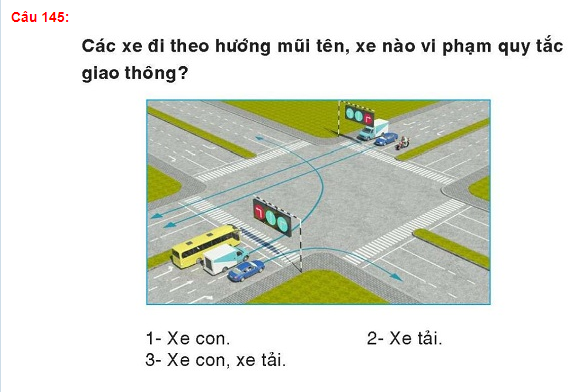 Câu 145:
Các xe đi theo hướng mũi tên, xe nào vi phạm quy tắc
giao thông?
1- Xe con.
2- Xe tải.
3- Xe con, xe tải.